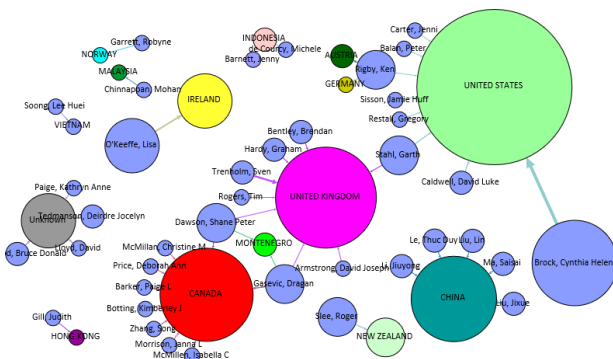 INDONESIA
Carter, Jenni
Garrett, Robyne
de Courcy, Michele
AUSTRIA
Balan, Peter
NORWAY
Barnett, Jenny
Rigby, Ken
MALAYSIA
GERMANY
UNITED STATES
Chinnappan, Mohan
IRELAND
Sisson, Jamie Huff
Soong, Lee Huei
Restall, Gregory
VIETNAM
Bentley, Brendan
O'Keeffe, Lisa
Hardy, Graham
Stahl, Garth
Trenholm, Sven
Caldwell, David Luke
Paige, Kathryn Anne
Rogers, Tim
UNITED KINGDOM
Tedmanson, Deirdre Jocelyn
Unknown
Dawson, Shane Peter
Le, Thuc Duy
Liu, Lin
McMillan, Christine M
MONTENEGRO
Lloyd, David
d, Bruce Donald
Price, Deborah Ann
Armstrong, David Joseph
Li, Jiuyong
Ma, Saisai
Brock, Cynthia Helen
Barker, Paige L
Gasevic, Dragan
CANADA
CHINA
Botting, Kimberley J
Liu, Jixue
Gill, Judith
Slee, Roger
Zhang, Song
HONG KONG
NEW ZEALAND
Morrison, Janna L
McMillen, Isabella C